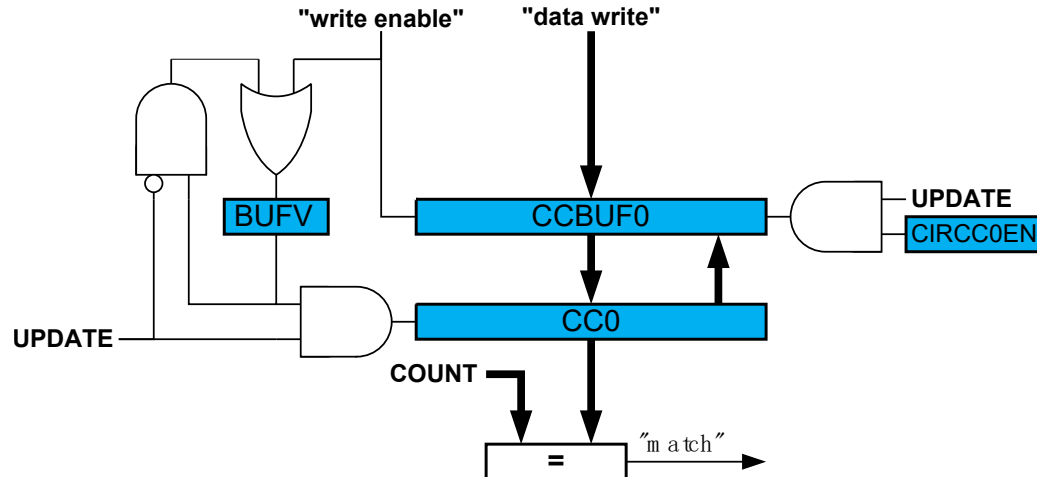 "write enable"
"data write"
BUFV
CCBUF0
UPDATE
CIRCC0EN
UPDATE
CC0
COUNT
=
"match"